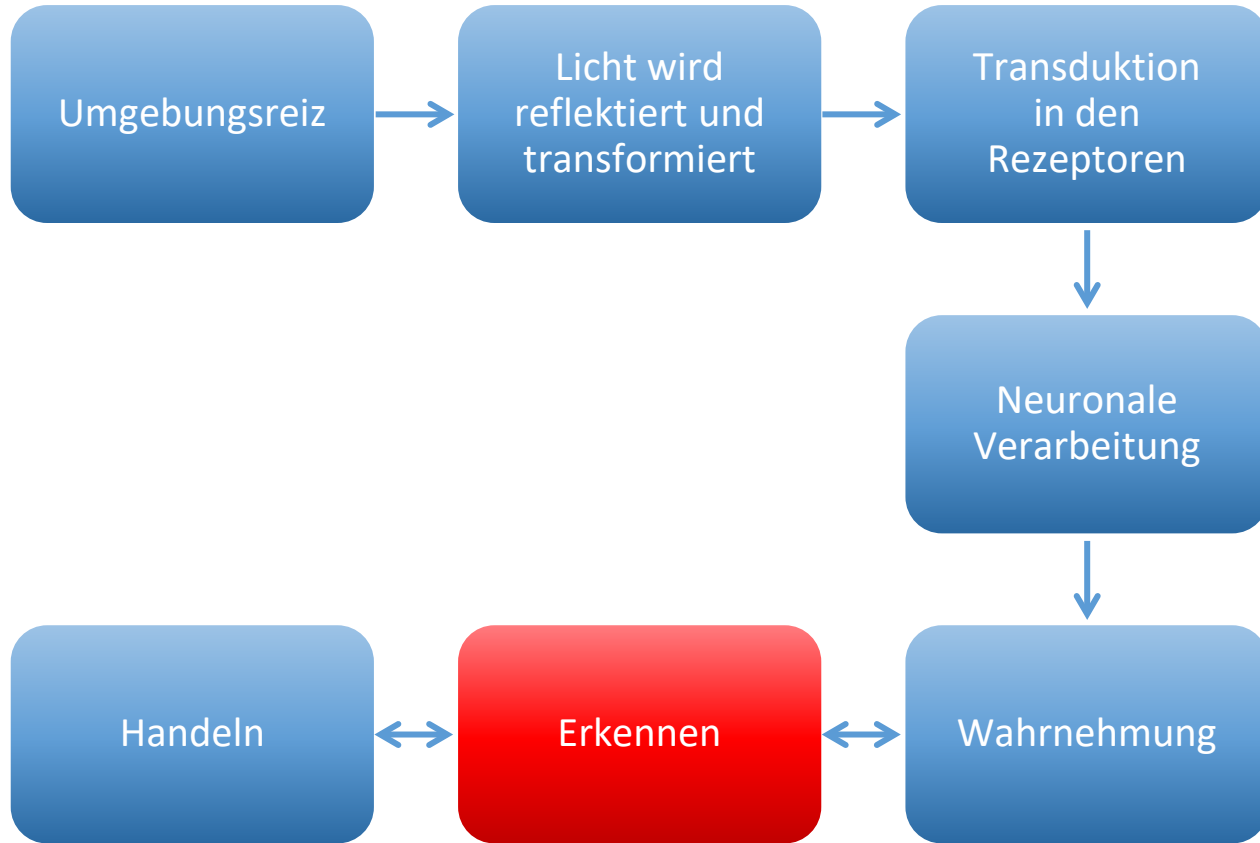 Umgebungsreiz
Licht wird
reflektiert und
transformiert
Transduktion
in den
Rezeptoren
Neuronale
Verarbeitung
Wahrnehmung
Erkennen
Handeln